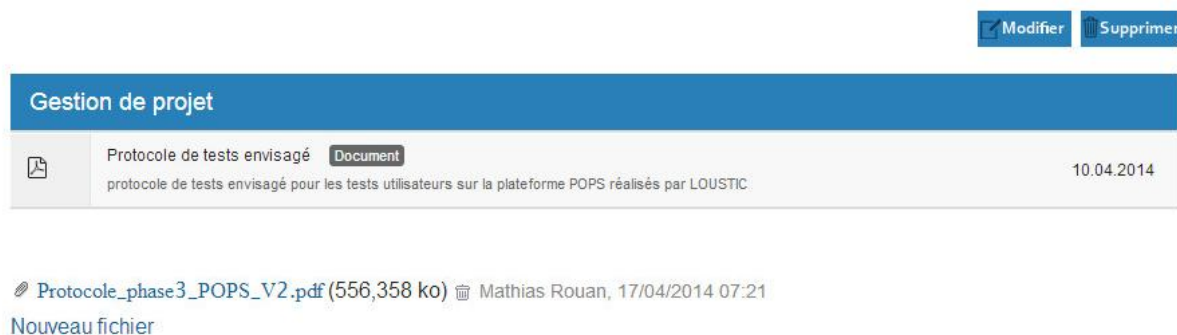 Modifier Supprimer
Gestion de projet
Protocole de tests envisagé Document 10.04.2014
protocole de tests envisagé pour les tests utilisateurs sur la plateforme POPS réalisés par LOUSTIC
Protocole_phase3_POPS_V2.pdf (556,358 ko) Mathias Rouan, 17/04/2014 07:21
Nouveau fichier